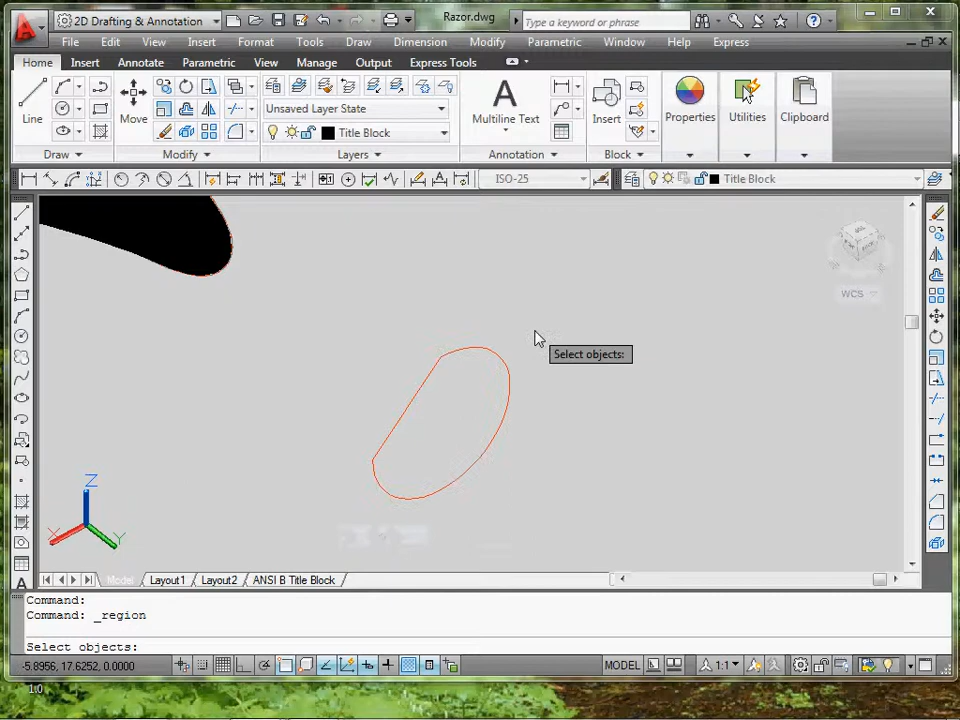 2D Drafting & Annotation
Razor.dwg
Type a keyword or phrase
File Edit View Insert Format Tools Draw Dimension Modify Parametric Window Help Express
Home Insert Annotate Parametric View Manage Output Express Tools
Line
Move
Unsaved Layer State
Title Block
Multiline Text
Insert
Properties
Utilities
Clipboard
Draw
Modify
Layers
Annotation
Block
ISO-25
Title Block
WCS
Select objects:
Z
X
Y
Model Layout1 Layout2 ANSI B Title Block
Command:
Command: _region
Select objects:
-5.8956, 17.6252, 0.0000
MODEL
1:1
1.0